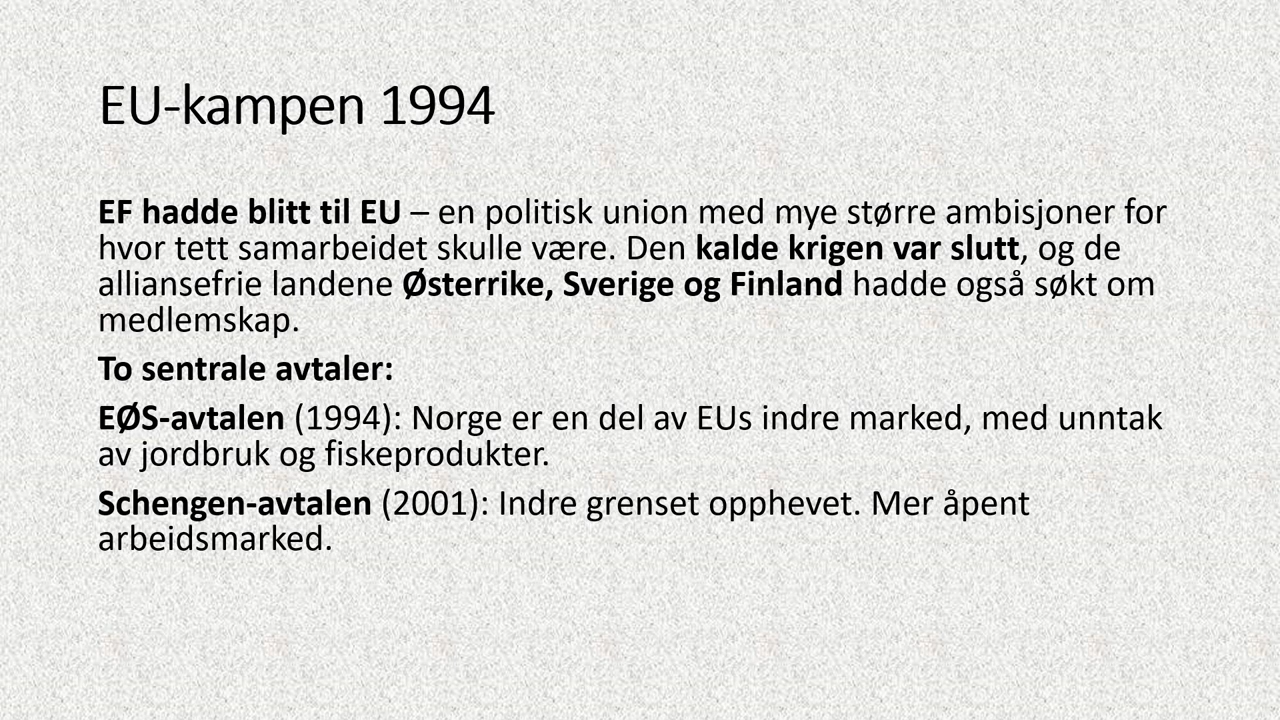 EU-kampen 1994
EF hadde blitt til EU – en politisk union med mye større ambisjoner for
hvor tett samarbeidet skulle være. Den kalde krigen var slutt, og de
alliansefrie landene Østerrike, Sverige og Finland hadde også søkt om
medlemskap.
To sentrale avtaler:
EØS-avtalen (1994): Norge er en del av EUs indre marked, med unntak
av jordbruk og fiskeprodukter.
Schengen-avtalen (2001): Indre grenset opphevet. Mer åpent
arbeidsmarked.